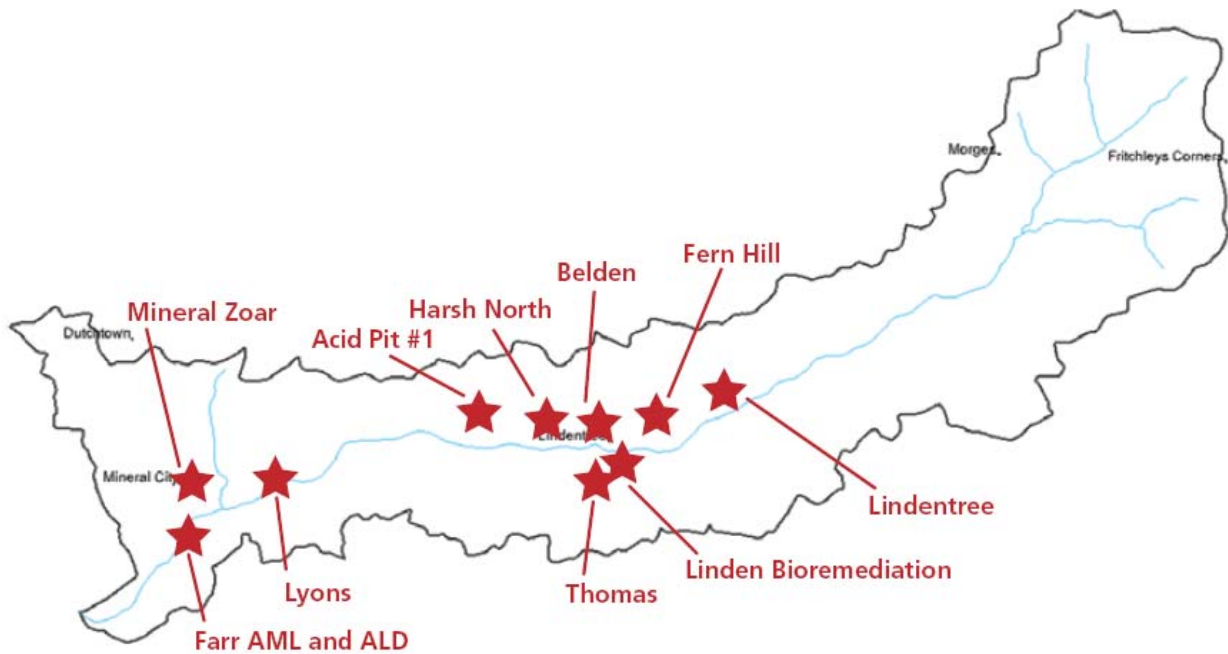 Morges,
Fritchleys Corners,
Fern Hill
Belden
Mineral Zoar
Harsh North
Dutchtown,
Acid Pit #1
Lindentree
Mineral City
Lindentree
Linden Bioremediation
Lyons
Thomas
Farr AML and ALD